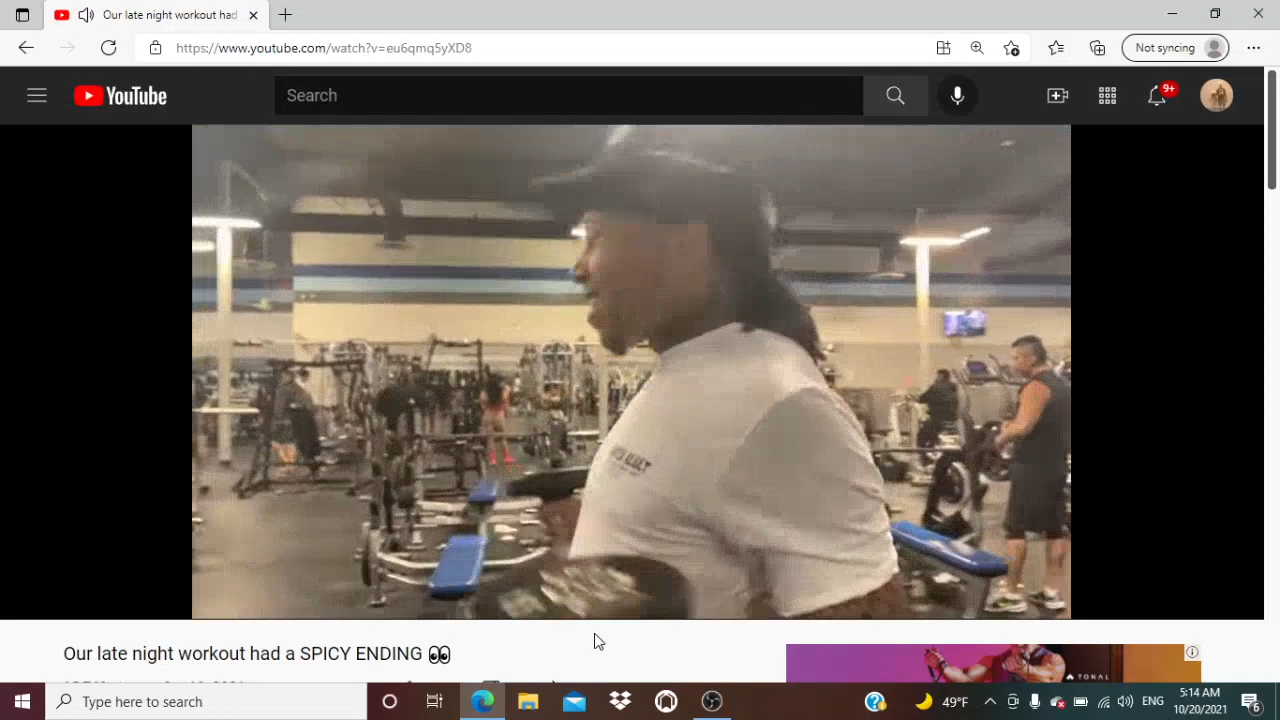 Our late night workout had
https://www.youtube.com/watch?v=eu6qmq5yXD8
Not syncing
YouTube
Search
9+
Our late night workout had a SPICY ENDING 👀
TONAL
Type here to search
49°F
ENG
5:14 AM
10/20/2021
6